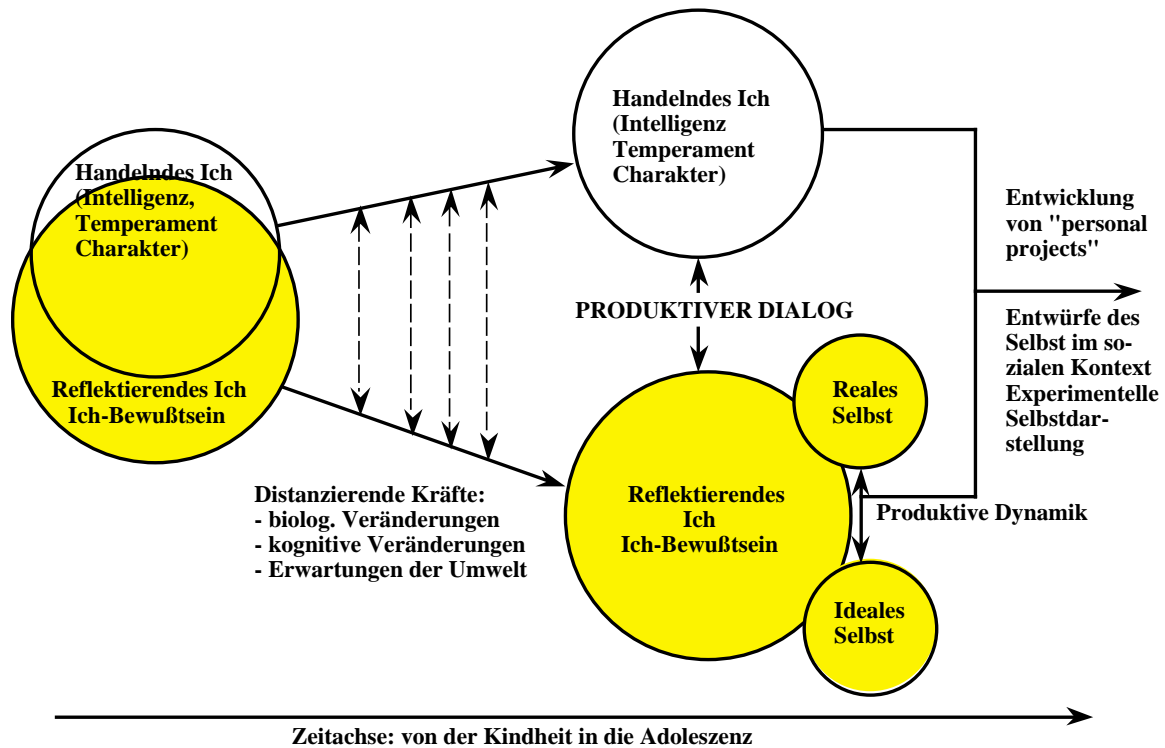 Handelndes Ich
(Intelligenz,
Temperament
Charakter)
Reflektierendes Ich
Ich-Bewußtsein
Distanzierende Kräfte:
- biolog. Veränderungen
- kognitive Veränderungen
- Erwartungen der Umwelt
Handelndes Ich
(Intelligenz
Temperament
Charakter)
PRODUKTIVER DIALOG
Reflektierendes
Ich
Ich-Bewußtsein
Reales
Selbst
Produktive Dynamik
Ideales
Selbst
Entwicklung
von "personal
projects"
Entwürfe des
Selbst im so-
zialen Kontext
Experimentelle
Selbstdar-
stellung
Zeitachse: von der Kindheit in die Adoleszenz